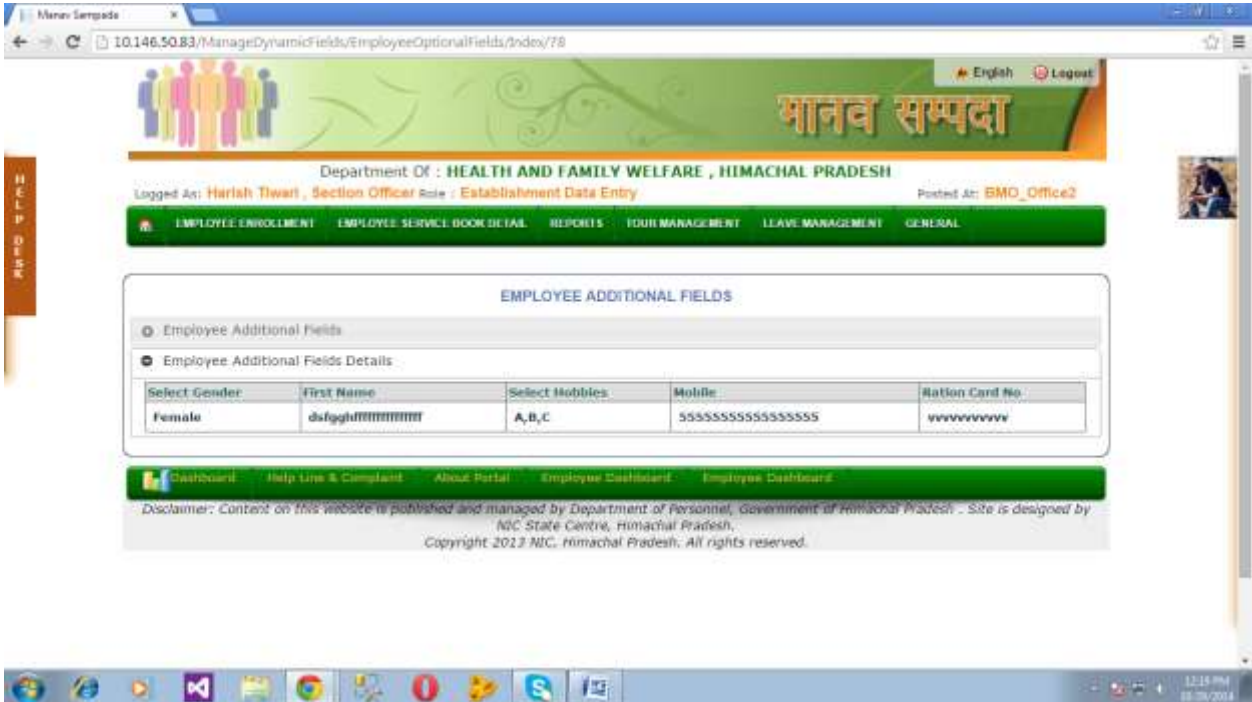 Manav Sampada
10.146.50.83/ManageDynamicFields/EmployeeOptionalFields/Index/78
English Logout
मानव सम्पदा
HELP DESK
Department Of : HEALTH AND FAMILY WELFARE , HIMACHAL PRADESH
Logged As: Harish Tiwari , Section Officer Role : Establishment Data Entry Posted At: BMO_Office2
EMPLOYEE ENROLLMENT EMPLOYEE SERVICE BOOK DETAIL REPORTS TOUR MANAGEMENT LEAVE MANAGEMENT GENERAL
EMPLOYEE ADDITIONAL FIELDS
Employee Additional Fields
Employee Additional Fields Details
Select Gender First Name Select Hobbies Mobile Ration Card No
Female A,B,C
Dashboard Help Line & Complaint About Portal Employee Dashboard Employee Dashboard
Disclaimer: Content on this website is published and managed by Department of Personnel, Government of Himachal Pradesh . Site is designed by
NIC State Centre, Himachal Pradesh.
Copyright 2013 NIC, Himachal Pradesh. All rights reserved.